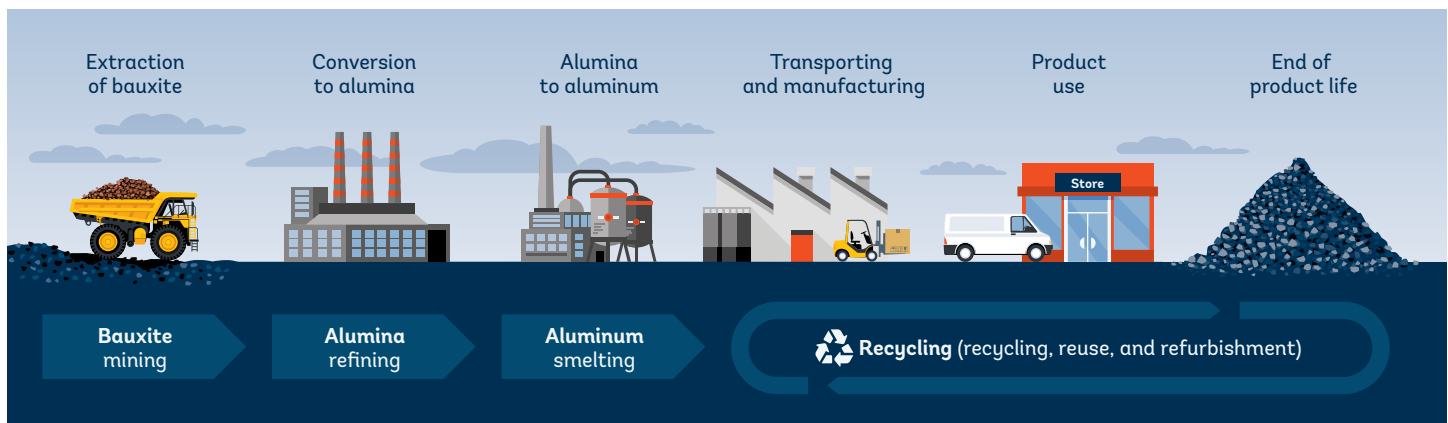 Extraction
of bauxite
Conversion
to alumina
Alumina
to aluminum
Transporting
and manufacturing
Product
use
End of
product life
Store
Bauxite
mining
Alumina
refining
Aluminum
smelting
Recycling (recycling, reuse, and refurbishment)